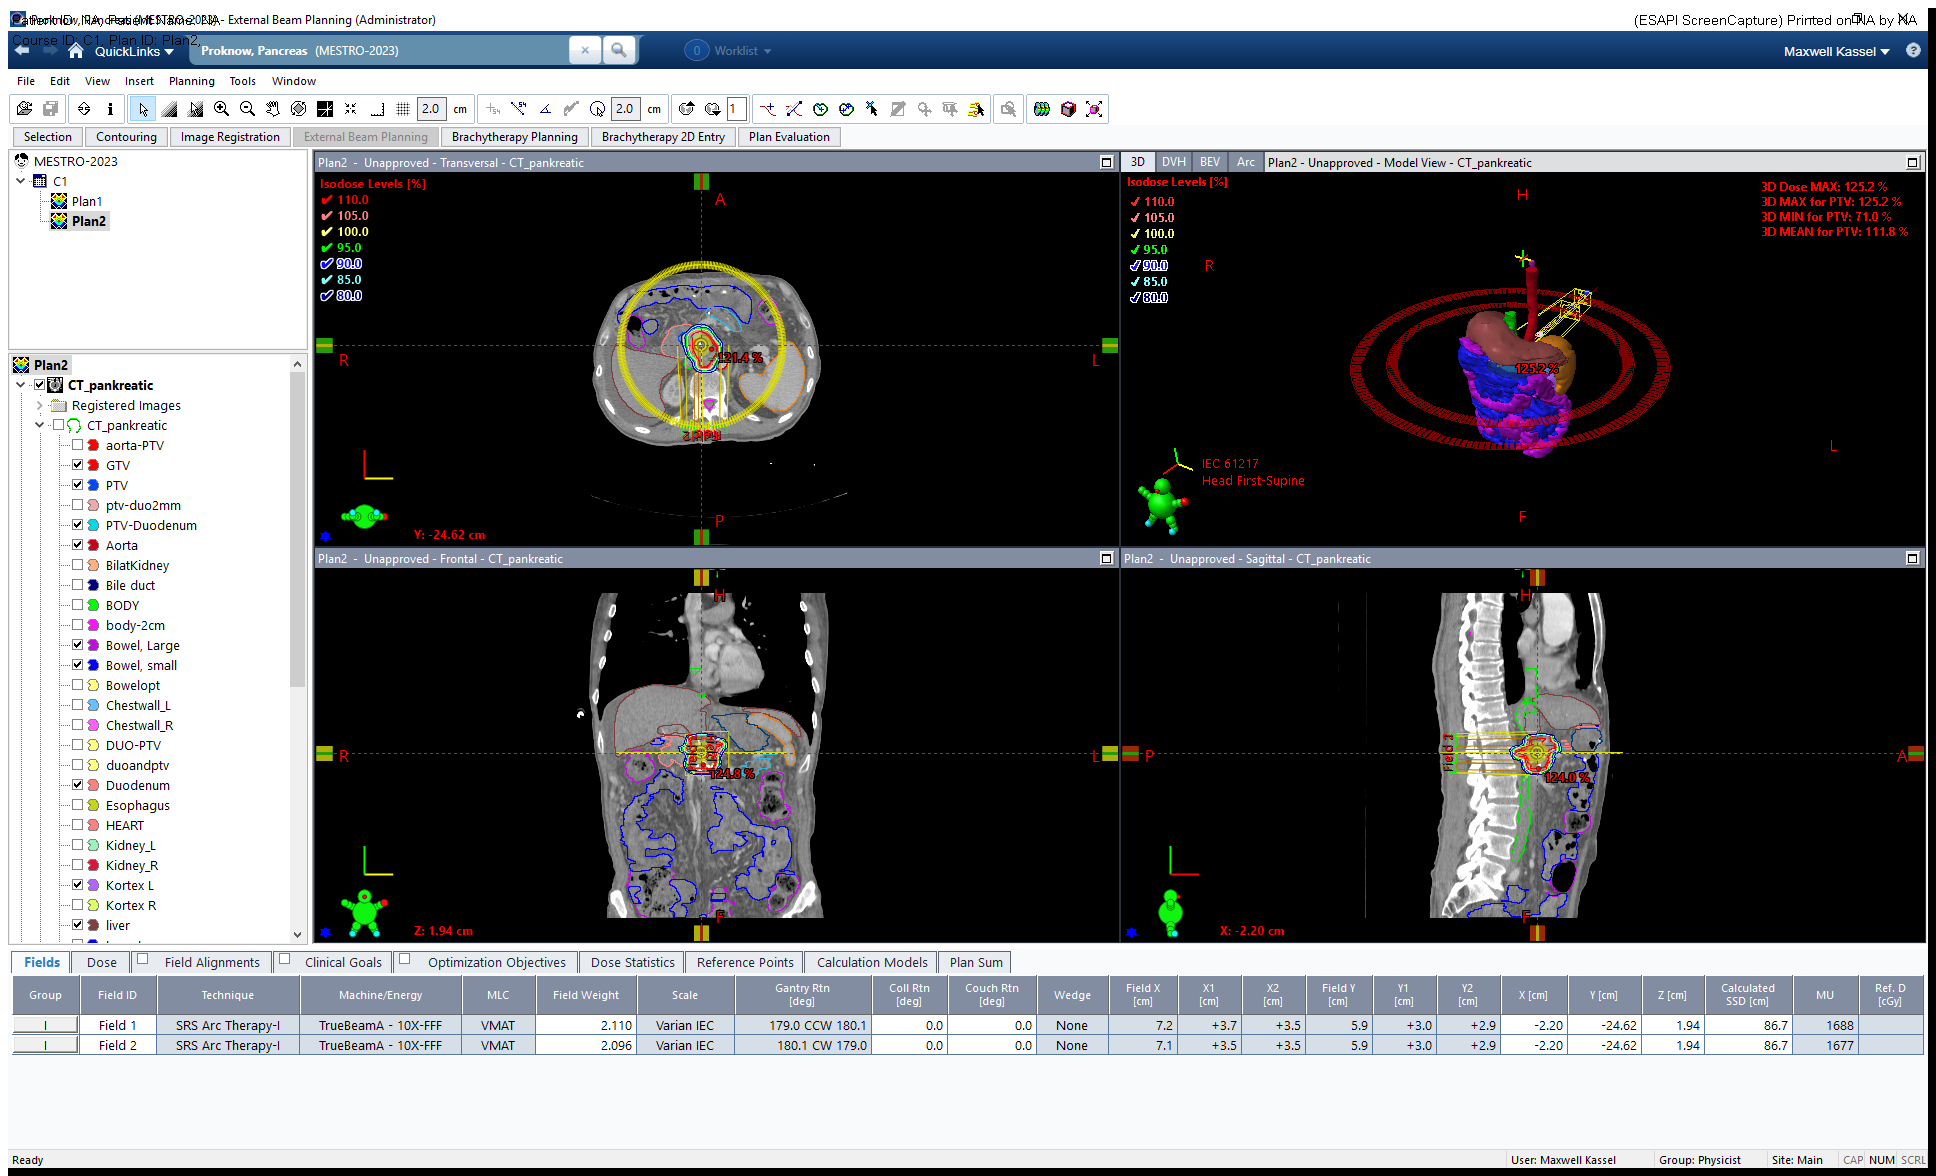 (ESAPI ScreenCapture) Printed on NA by NA
Proknow, Pancreas (MESTRO-2023) - External Beam Planning (Administrator)
Course ID: C1, Plan ID: Plan2,
QuickLinks
Proknow, Pancreas (MESTRO-2023)
0 Worklist
Maxwell Kassel
File Edit View Insert Planning Tools Window
2.0 cm 2.0 cm 1
Selection Contouring Image Registration External Beam Planning Brachytherapy Planning Brachytherapy 2D Entry Plan Evaluation
MESTRO-2023
C1
Plan1
Plan2
Plan2
CT_pankreatic
Registered Images
CT_pankreatic
aorta-PTV
GTV
PTV
ptv-duo2mm
PTV-Duodenum
Aorta
BilatKidney
Bile duct
BODY
body-2cm
Bowel, Large
Bowel, small
Bowelopt
Chestwall_L
Chestwall_R
DUO-PTV
duoandptv
Duodenum
Esophagus
HEART
Kidney_L
Kidney_R
Kortex L
Kortex R
liver
Plan2 - Unapproved - Transversal - CT_pankreatic
Isodose Levels [%]
110.0
105.0
100.0
95.0
90.0
85.0
80.0
A
R
L
P
121.4 %
Y: -24.62 cm
3D DVH BEV Arc Plan2 - Unapproved - Model View - CT_pankreatic
Isodose Levels [%]
110.0
105.0
100.0
95.0
90.0
85.0
80.0
3D Dose MAX: 125.2 %
3D MAX for PTV: 125.2 %
3D MIN for PTV: 71.0 %
3D MEAN for PTV: 111.8 %
H
R
L
F
125.2 %
IEC 61217
Head First-Supine
Plan2 - Unapproved - Frontal - CT_pankreatic
H
R
L
F
124.8 %
Z: 1.94 cm
Plan2 - Unapproved - Sagittal - CT_pankreatic
H
P
A
F
Field 2
124.0 %
X: -2.20 cm
Fields Dose Field Alignments Clinical Goals Optimization Objectives Dose Statistics Reference Points Calculation Models Plan Sum
Group Field ID Technique Machine/Energy MLC Field Weight Scale Gantry Rtn [deg] Coll Rtn [deg] Couch Rtn [deg] Wedge Field X [cm] X1 [cm] X2 [cm] Field Y [cm] Y1 [cm] Y2 [cm] X [cm] Y [cm] Z [cm] Calculated SSD [cm] MU Ref. D [cGy]
I Field 1 SRS Arc Therapy-I TrueBeamA - 10X-FFF VMAT 2.110 Varian IEC 179.0 CCW 180.1 0.0 0.0 None 7.2 +3.7 +3.5 5.9 +3.0 +2.9 -2.20 -24.62 1.94 86.7 1688
I Field 2 SRS Arc Therapy-I TrueBeamA - 10X-FFF VMAT 2.096 Varian IEC 180.1 CW 179.0 0.0 0.0 None 7.1 +3.5 +3.5 5.9 +3.0 +2.9 -2.20 -24.62 1.94 86.7 1677
Ready
User: Maxwell Kassel Group: Physicist Site: Main CAP NUM SCRL